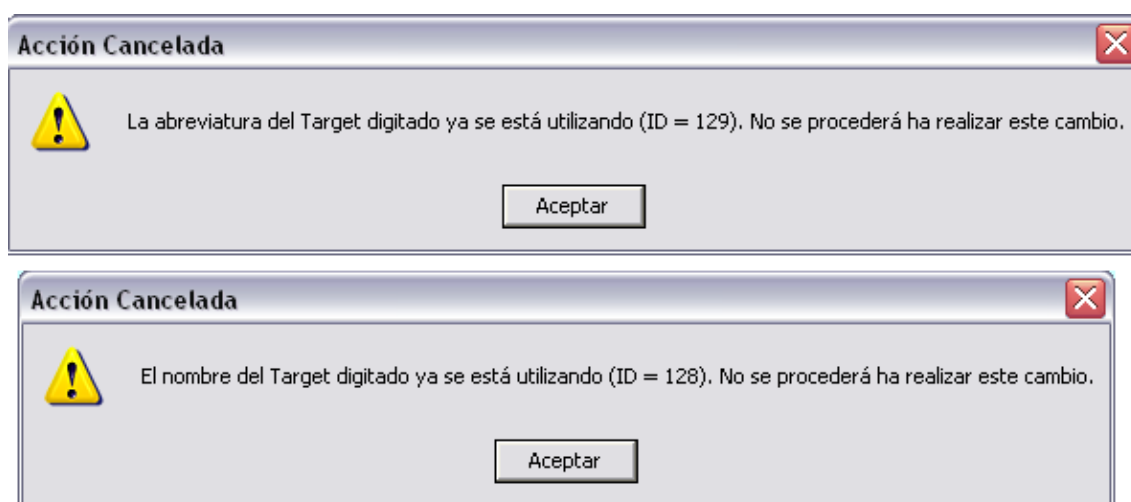 Acción Cancelada
La abreviatura del Target digitado ya se está utilizando (ID = 129). No se procederá ha realizar este cambio.
Aceptar
Acción Cancelada
El nombre del Target digitado ya se está utilizando (ID = 128). No se procederá ha realizar este cambio.
Aceptar